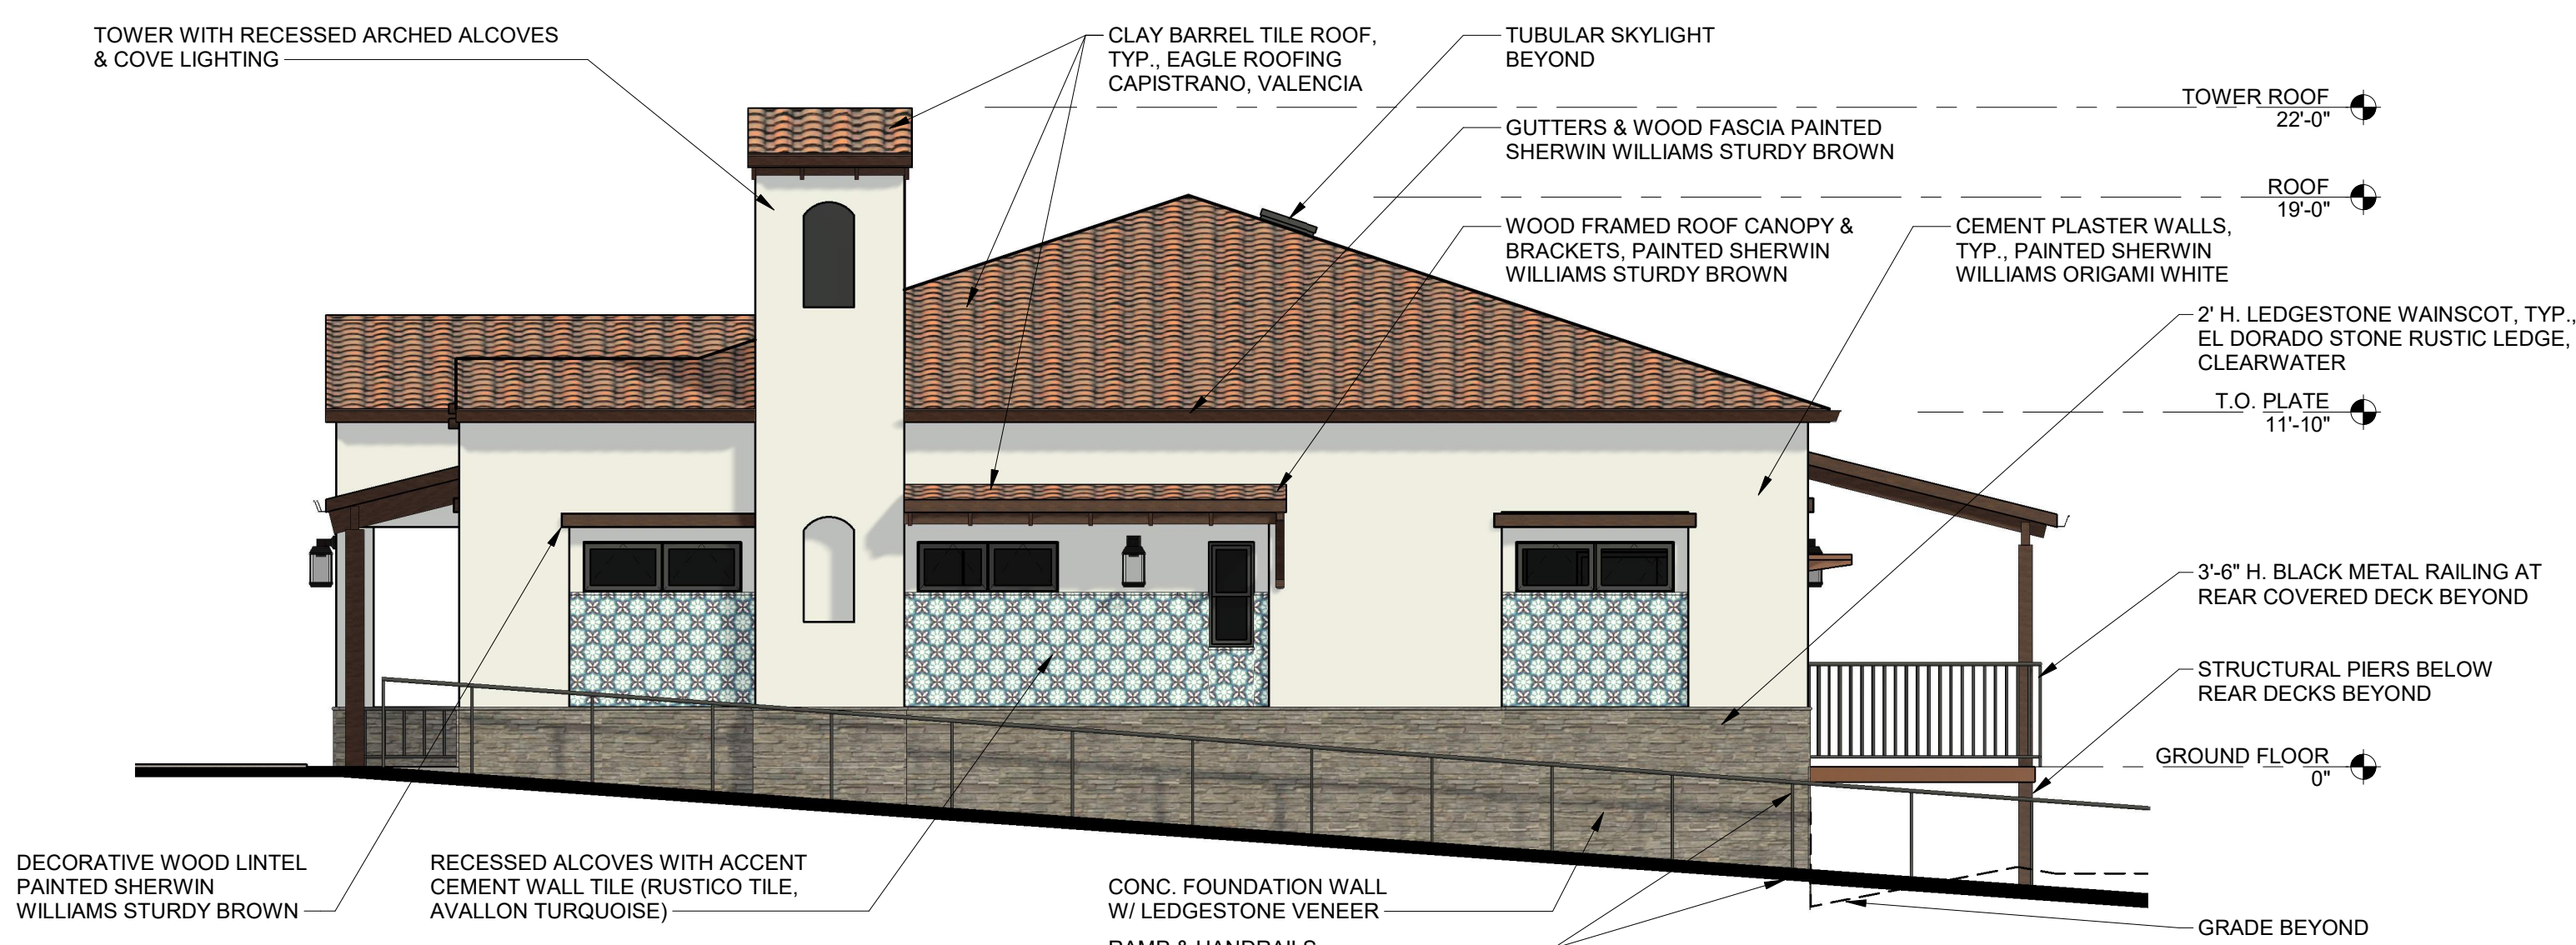 TOWER WITH RECESSED ARCHED ALCOVES
& COVE LIGHTING
CLAY BARREL TILE ROOF,
TYP., EAGLE ROOFING
CAPISTRANO, VALENCIA
TUBULAR SKYLIGHT
BEYOND
TOWER ROOF
22'-0"
GUTTERS & WOOD FASCIA PAINTED
SHERWIN WILLIAMS STURDY BROWN
ROOF
19'-0"
WOOD FRAMED ROOF CANOPY &
BRACKETS, PAINTED SHERWIN
WILLIAMS STURDY BROWN
CEMENT PLASTER WALLS,
TYP., PAINTED SHERWIN
WILLIAMS ORIGAMI WHITE
2' H. LEDGESTONE WAINSCOT, TYP.,
EL DORADO STONE RUSTIC LEDGE,
CLEARWATER
T.O. PLATE
11'-10"
3'-6" H. BLACK METAL RAILING AT
REAR COVERED DECK BEYOND
STRUCTURAL PIERS BELOW
REAR DECKS BEYOND
GROUND FLOOR
0"
DECORATIVE WOOD LINTEL
PAINTED SHERWIN
WILLIAMS STURDY BROWN
RECESSED ALCOVES WITH ACCENT
CEMENT WALL TILE (RUSTICO TILE,
AVALLON TURQUOISE)
CONC. FOUNDATION WALL
W/ LEDGESTONE VENEER
RAMP & HANDRAILS
GRADE BEYOND